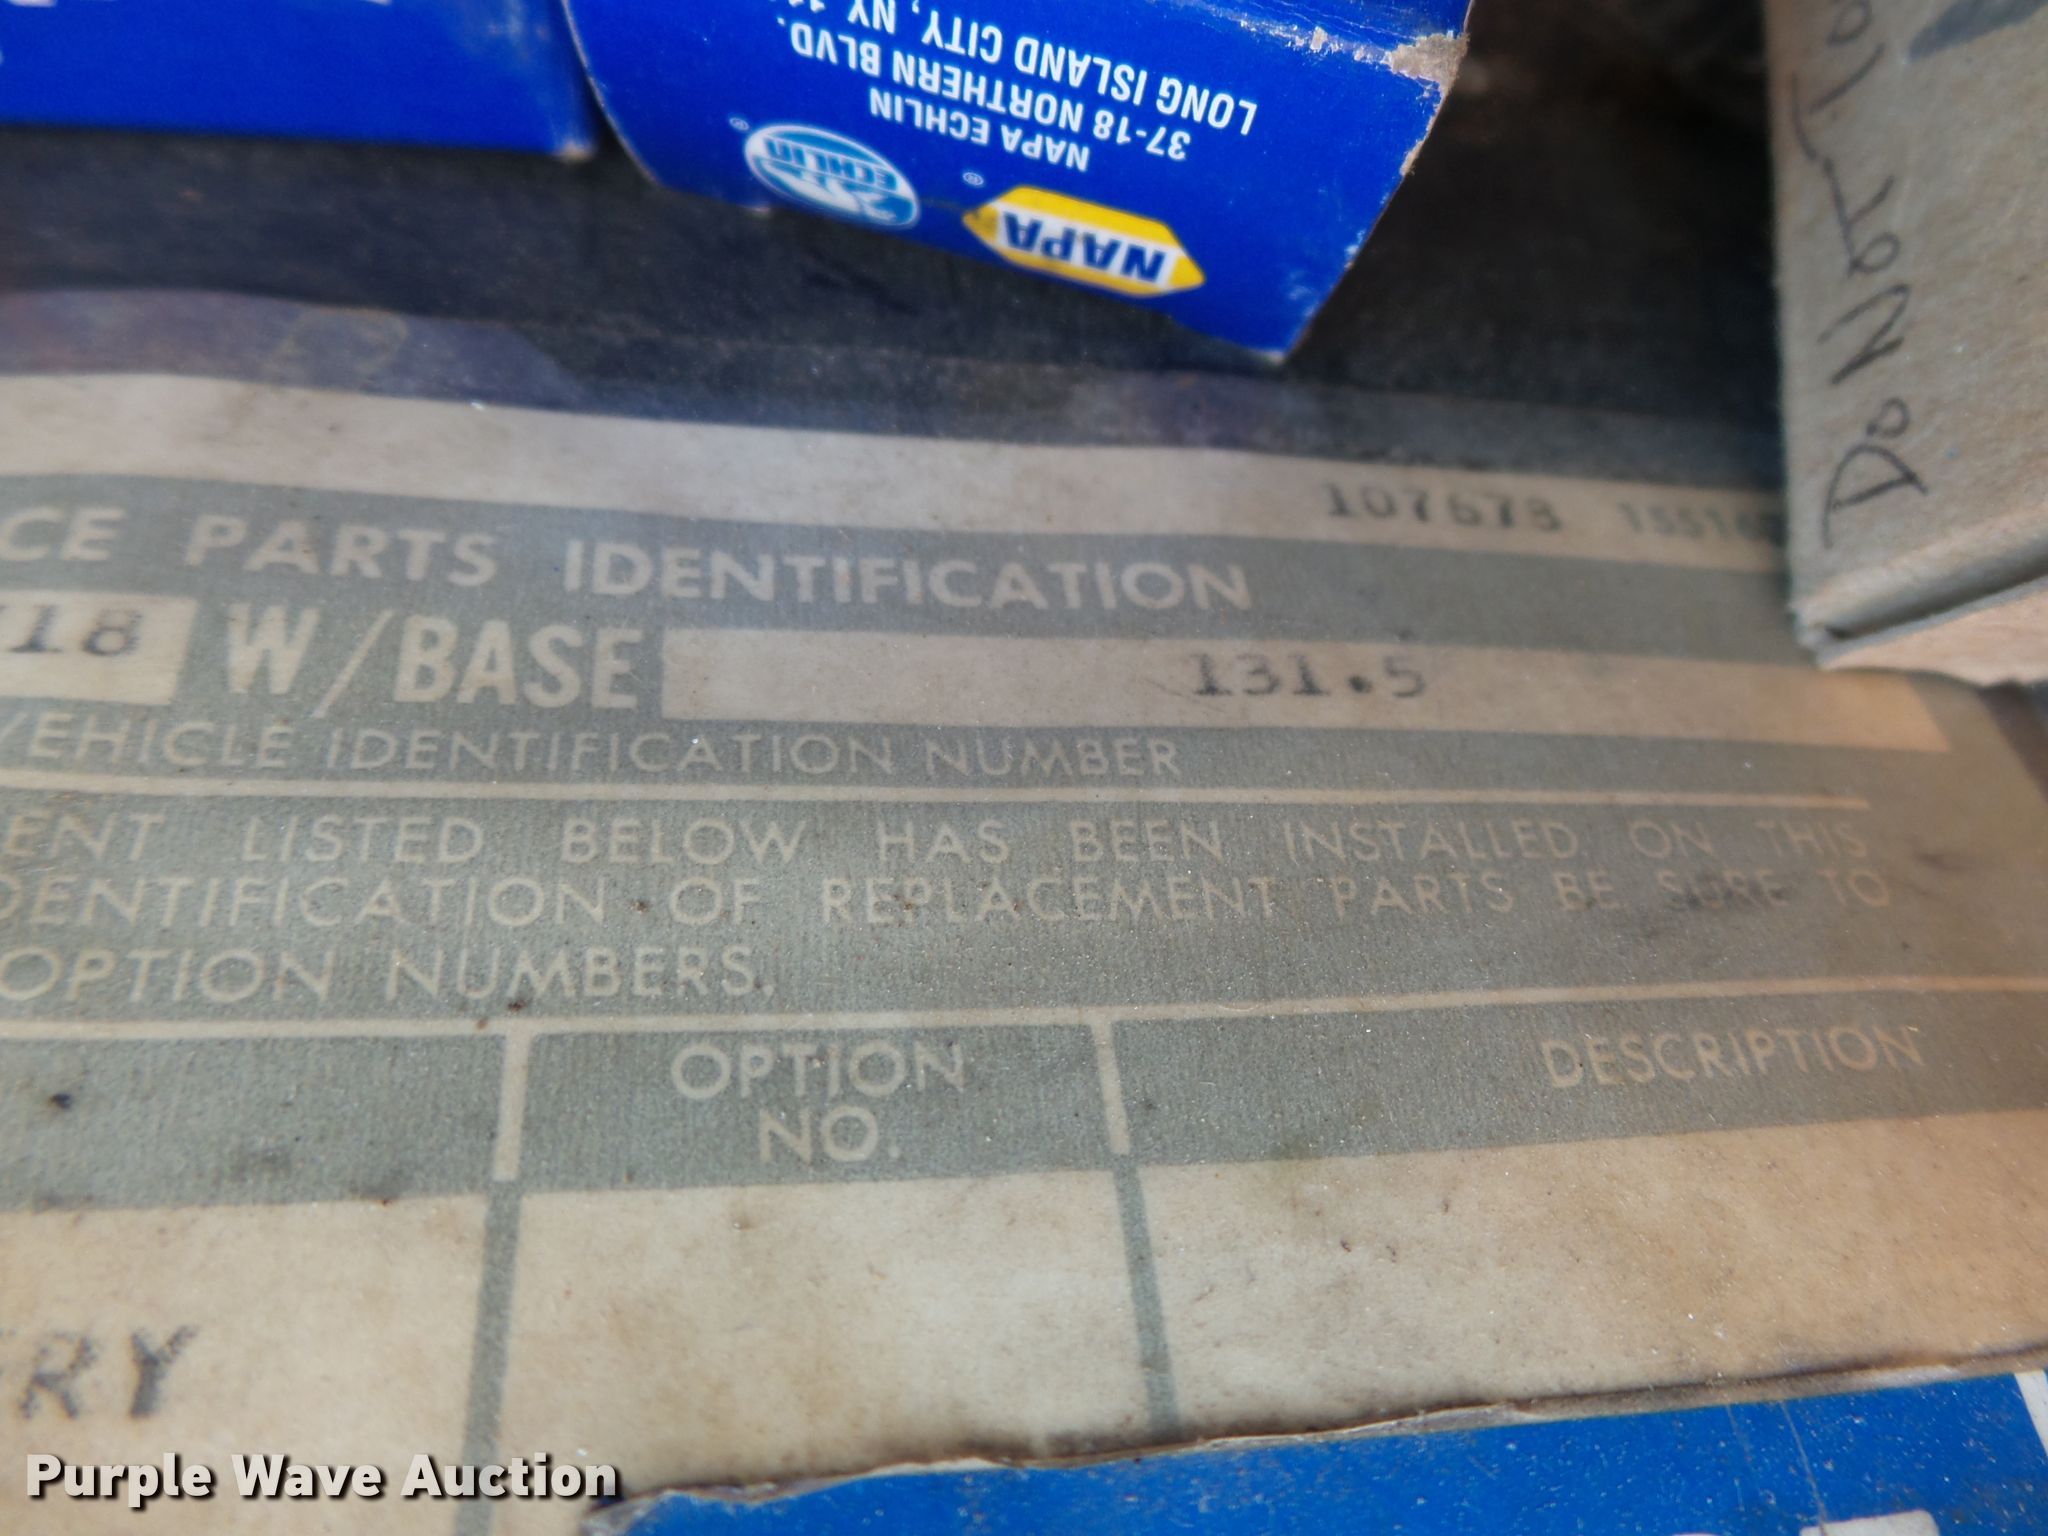 LONG ISLAND CITY, NY
37-18 NORTHERN BLVD.
NAPA ECHLIN
ECHLIN
NAPA
Do NOT
107673
CE PARTS IDENTIFICATION
18 W/BASE 131.5
VEHICLE IDENTIFICATION NUMBER
ENT LISTED BELOW HAS BEEN INSTALLED ON THIS
DENTIFICATION OF REPLACEMENT PARTS BE SURE TO
OPTION NUMBERS.
OPTION
NO.
DESCRIPTION
RY
Purple Wave Auction